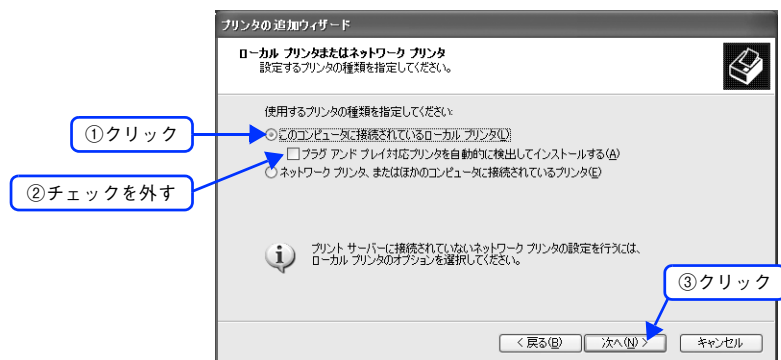 プリンタの追加ウィザード
ローカル プリンタまたはネットワーク プリンタ
設定するプリンタの種類を指定してください。
使用するプリンタの種類を指定してください:
①クリック
このコンピュータに接続されているローカル プリンタ(L)
プラグ アンド プレイ対応プリンタを自動的に検出してインストールする(A)
②チェックを外す
ネットワーク プリンタ、またはほかのコンピュータに接続されているプリンタ(E)
プリント サーバーに接続されていないネットワーク プリンタの設定を行うには、
ローカル プリンタのオプションを選択してください。
③クリック
< 戻る(B) 次へ(N) > キャンセル